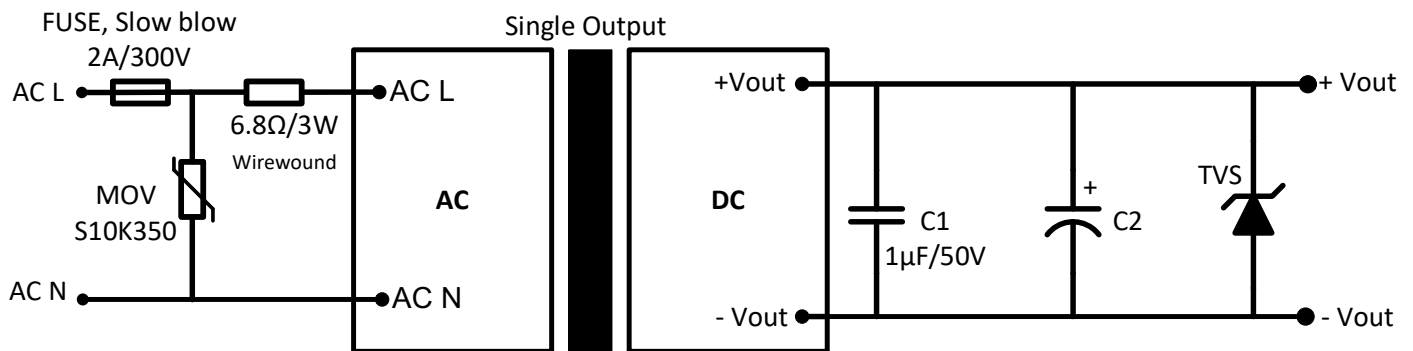 FUSE, Slow blow
2A/300V
Single Output
AC L
AC L
6.8Ω/3W
Wirewound
MOV
S10K350
AC N
AC N
AC
DC
+Vout
- Vout
C1
1µF/50V
+
C2
TVS
+ Vout
- Vout